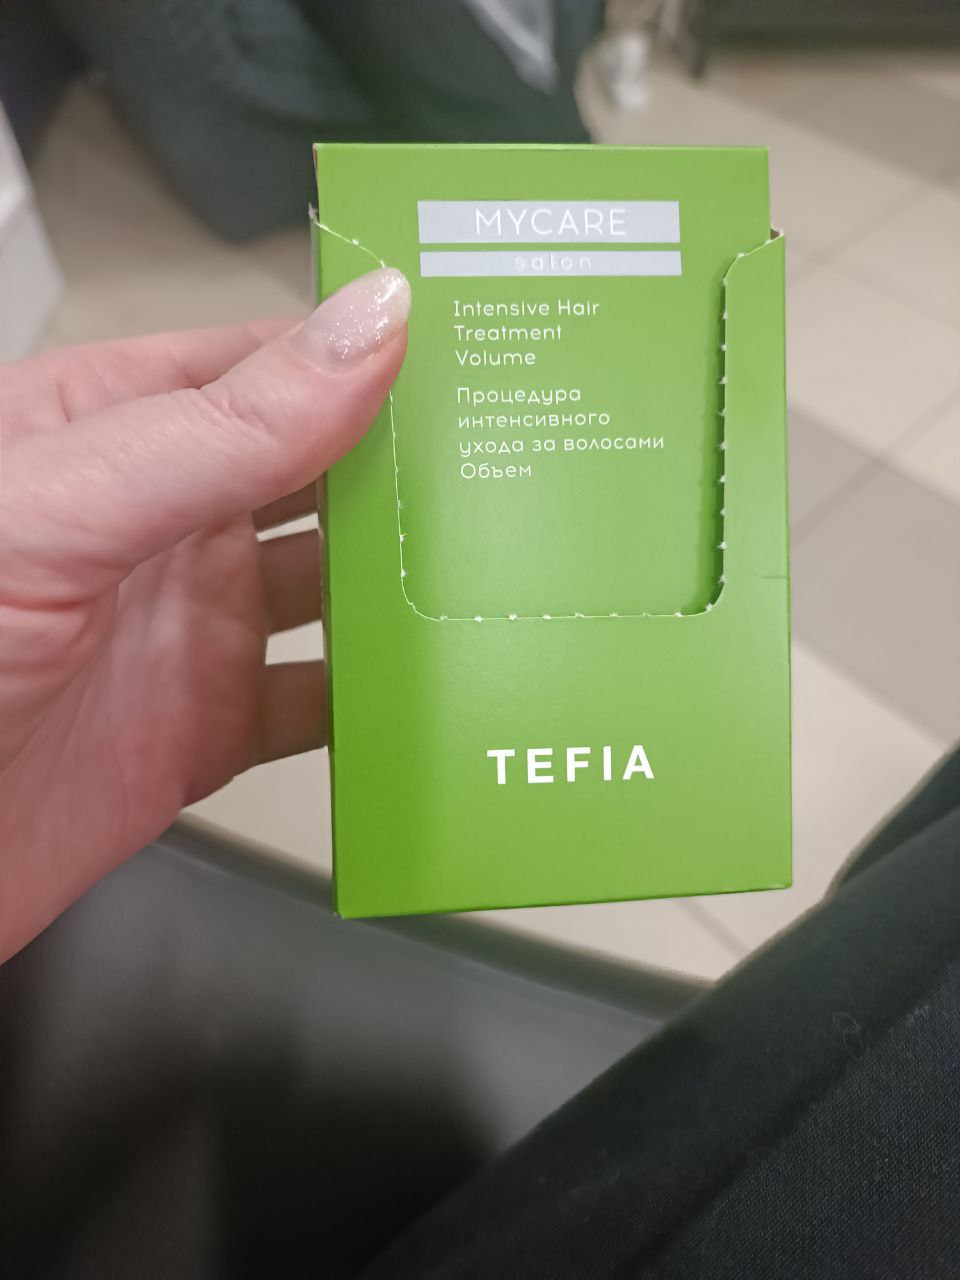 MYCARE
salon
Intensive Hair
Treatment
Volume
Процедура
интенсивного
ухода за волосами
Объем
TEFIA